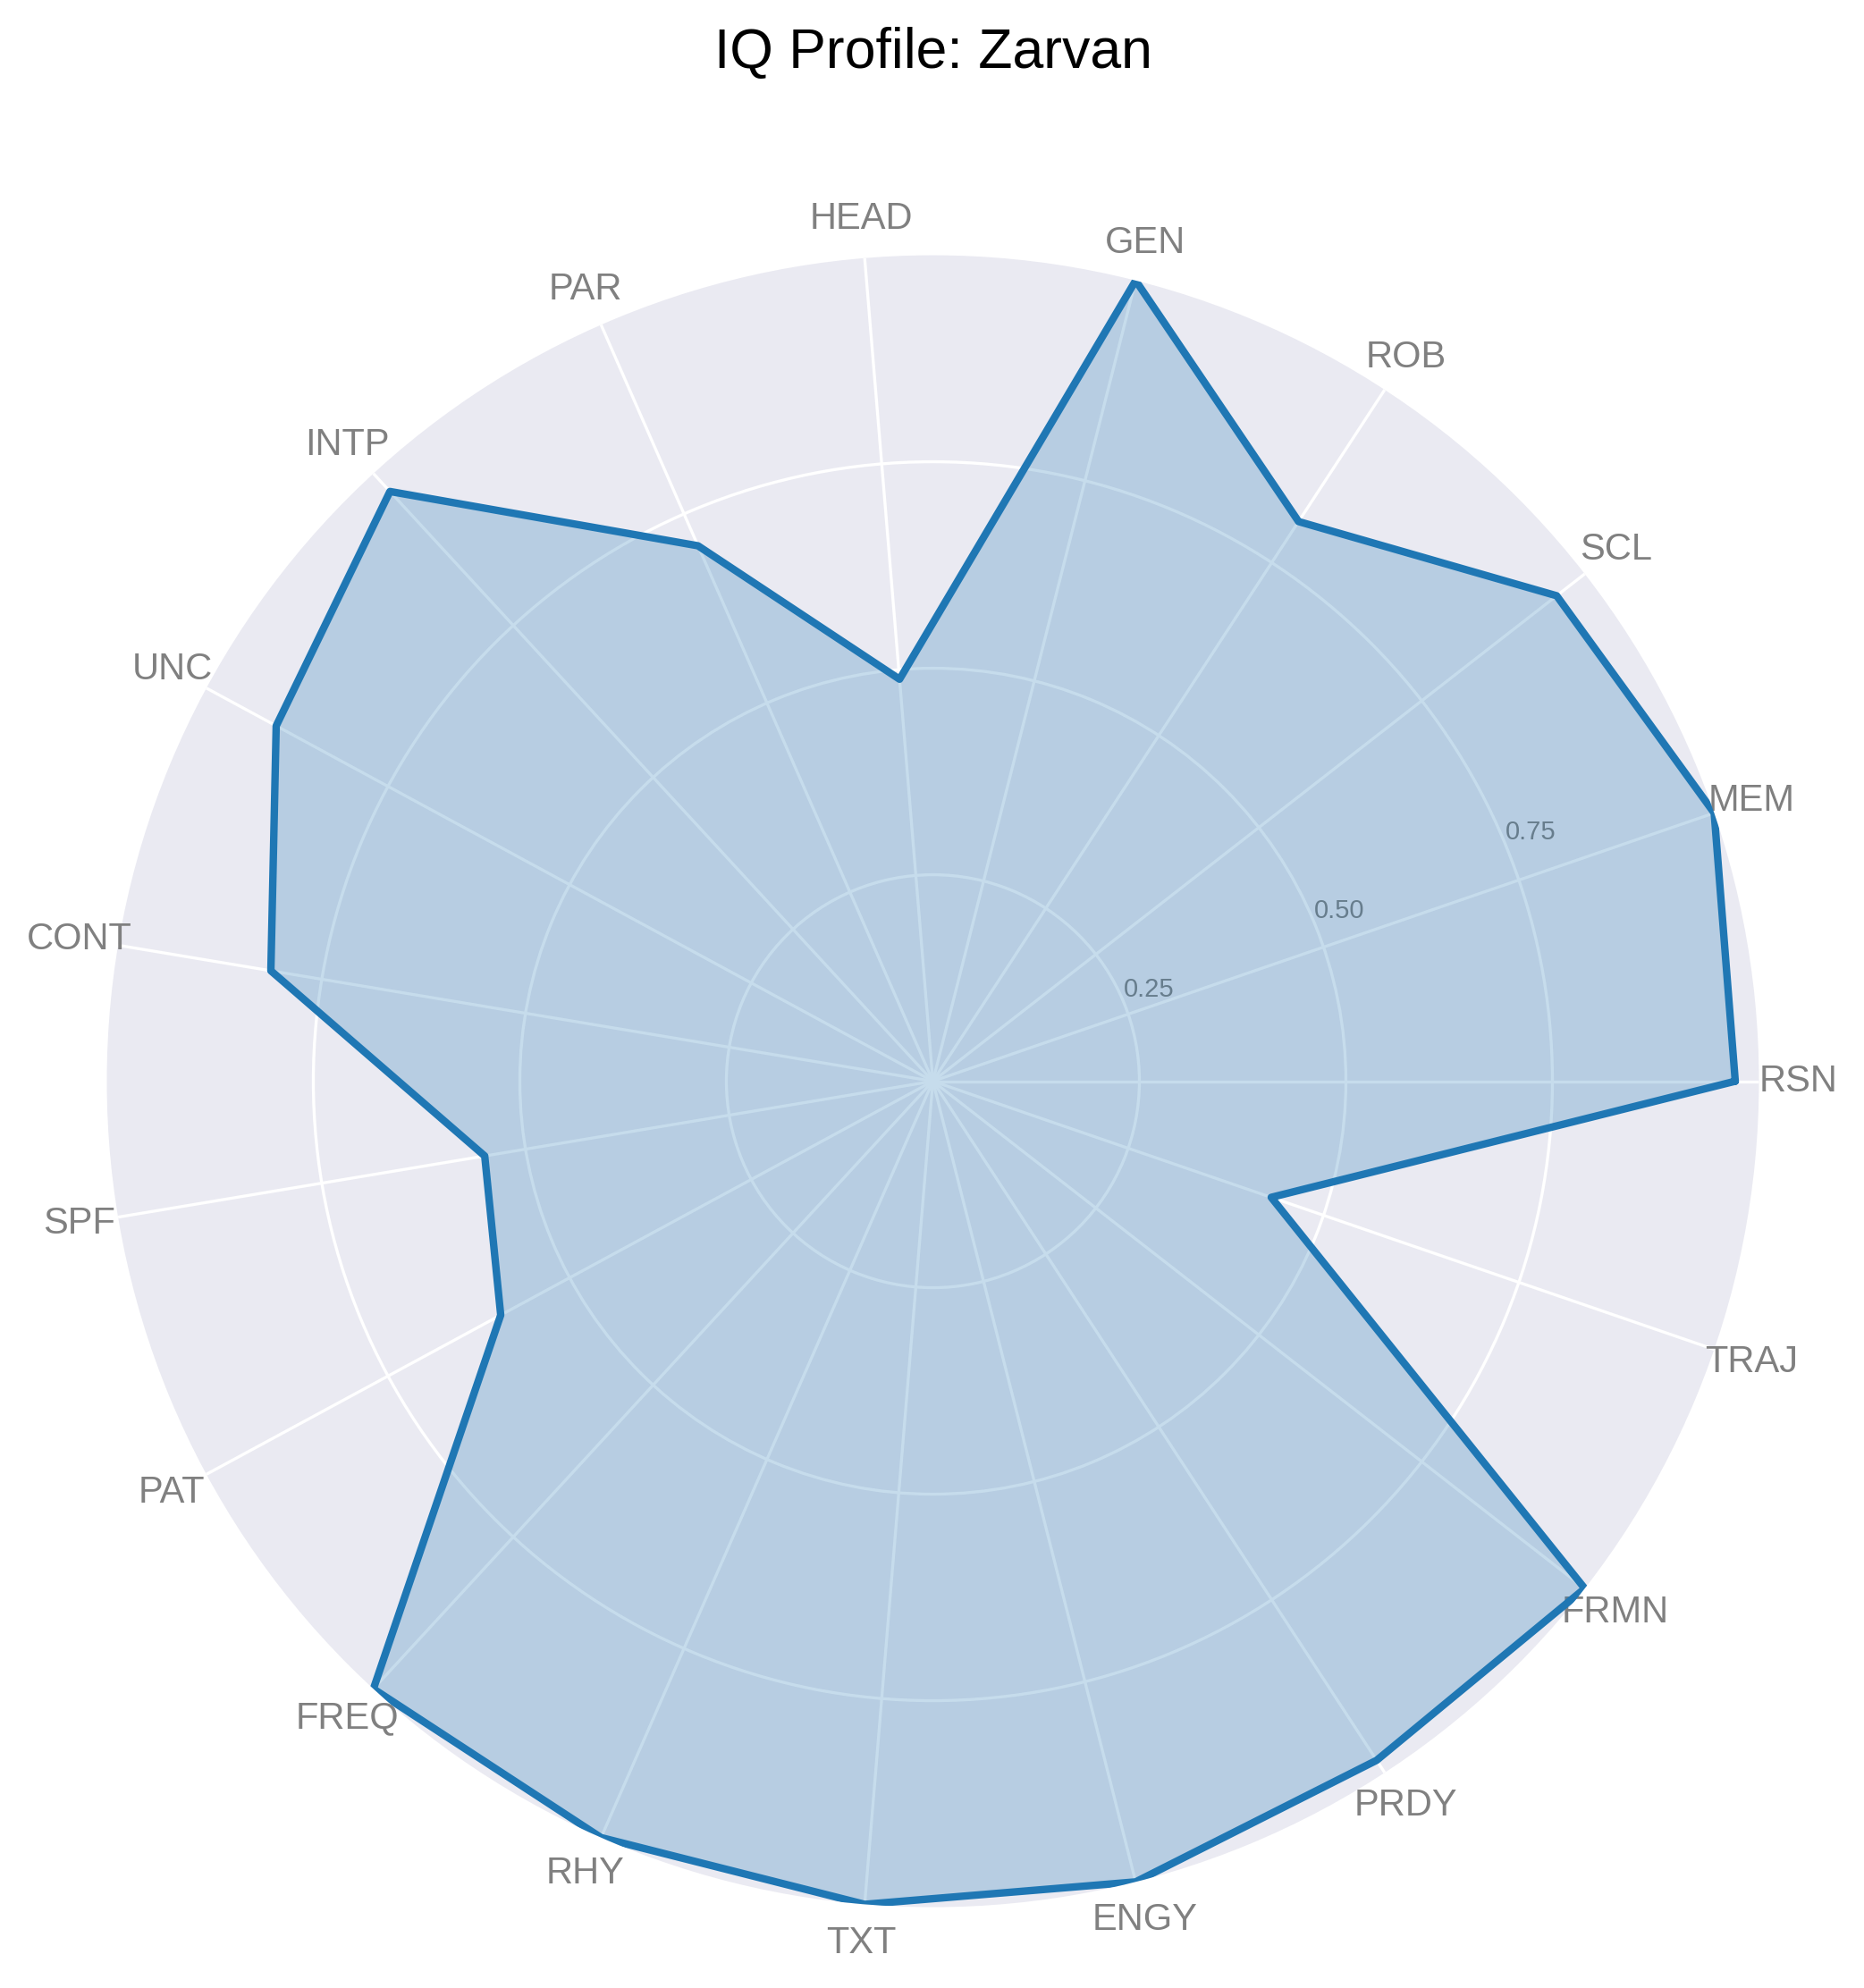 IQ Profile: Zarvan
HEAD
GEN
PAR
ROB
INTP
SCL
UNC
MEM
0.75
0.50
CONT
0.25
RSN
SPF
TRAJ
PAT
FRMN
FREQ
PRDY
RHY
ENGY
TXT